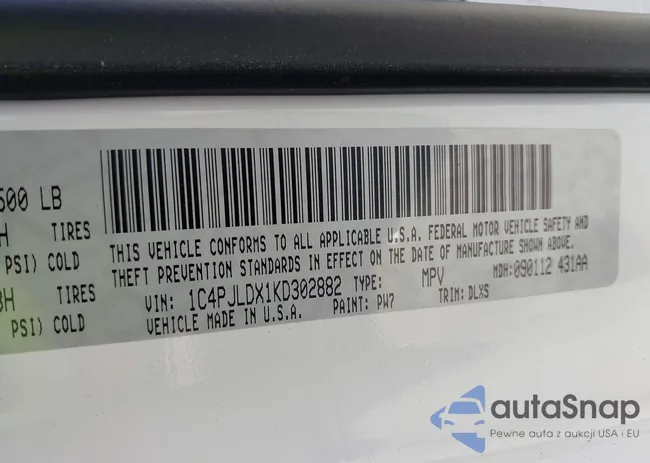 500 LB
TIRES
PSI) COLD
TIRES
PSI) COLD
THIS VEHICLE CONFORMS TO ALL APPLICABLE U.S.A. FEDERAL MOTOR VEHICLE SAFETY AND
THEFT PREVENTION STANDARDS IN EFFECT ON THE DATE OF MANUFACTURE SHOWN ABOVE.
VIN: 1C4PJLDX1KD302882 TYPE: MPV MDH:090112 431AA
VEHICLE MADE IN U.S.A. PAINT: PW7 TRIM: DLXS
autoSnap
Pewne auta z aukcji USA i EU